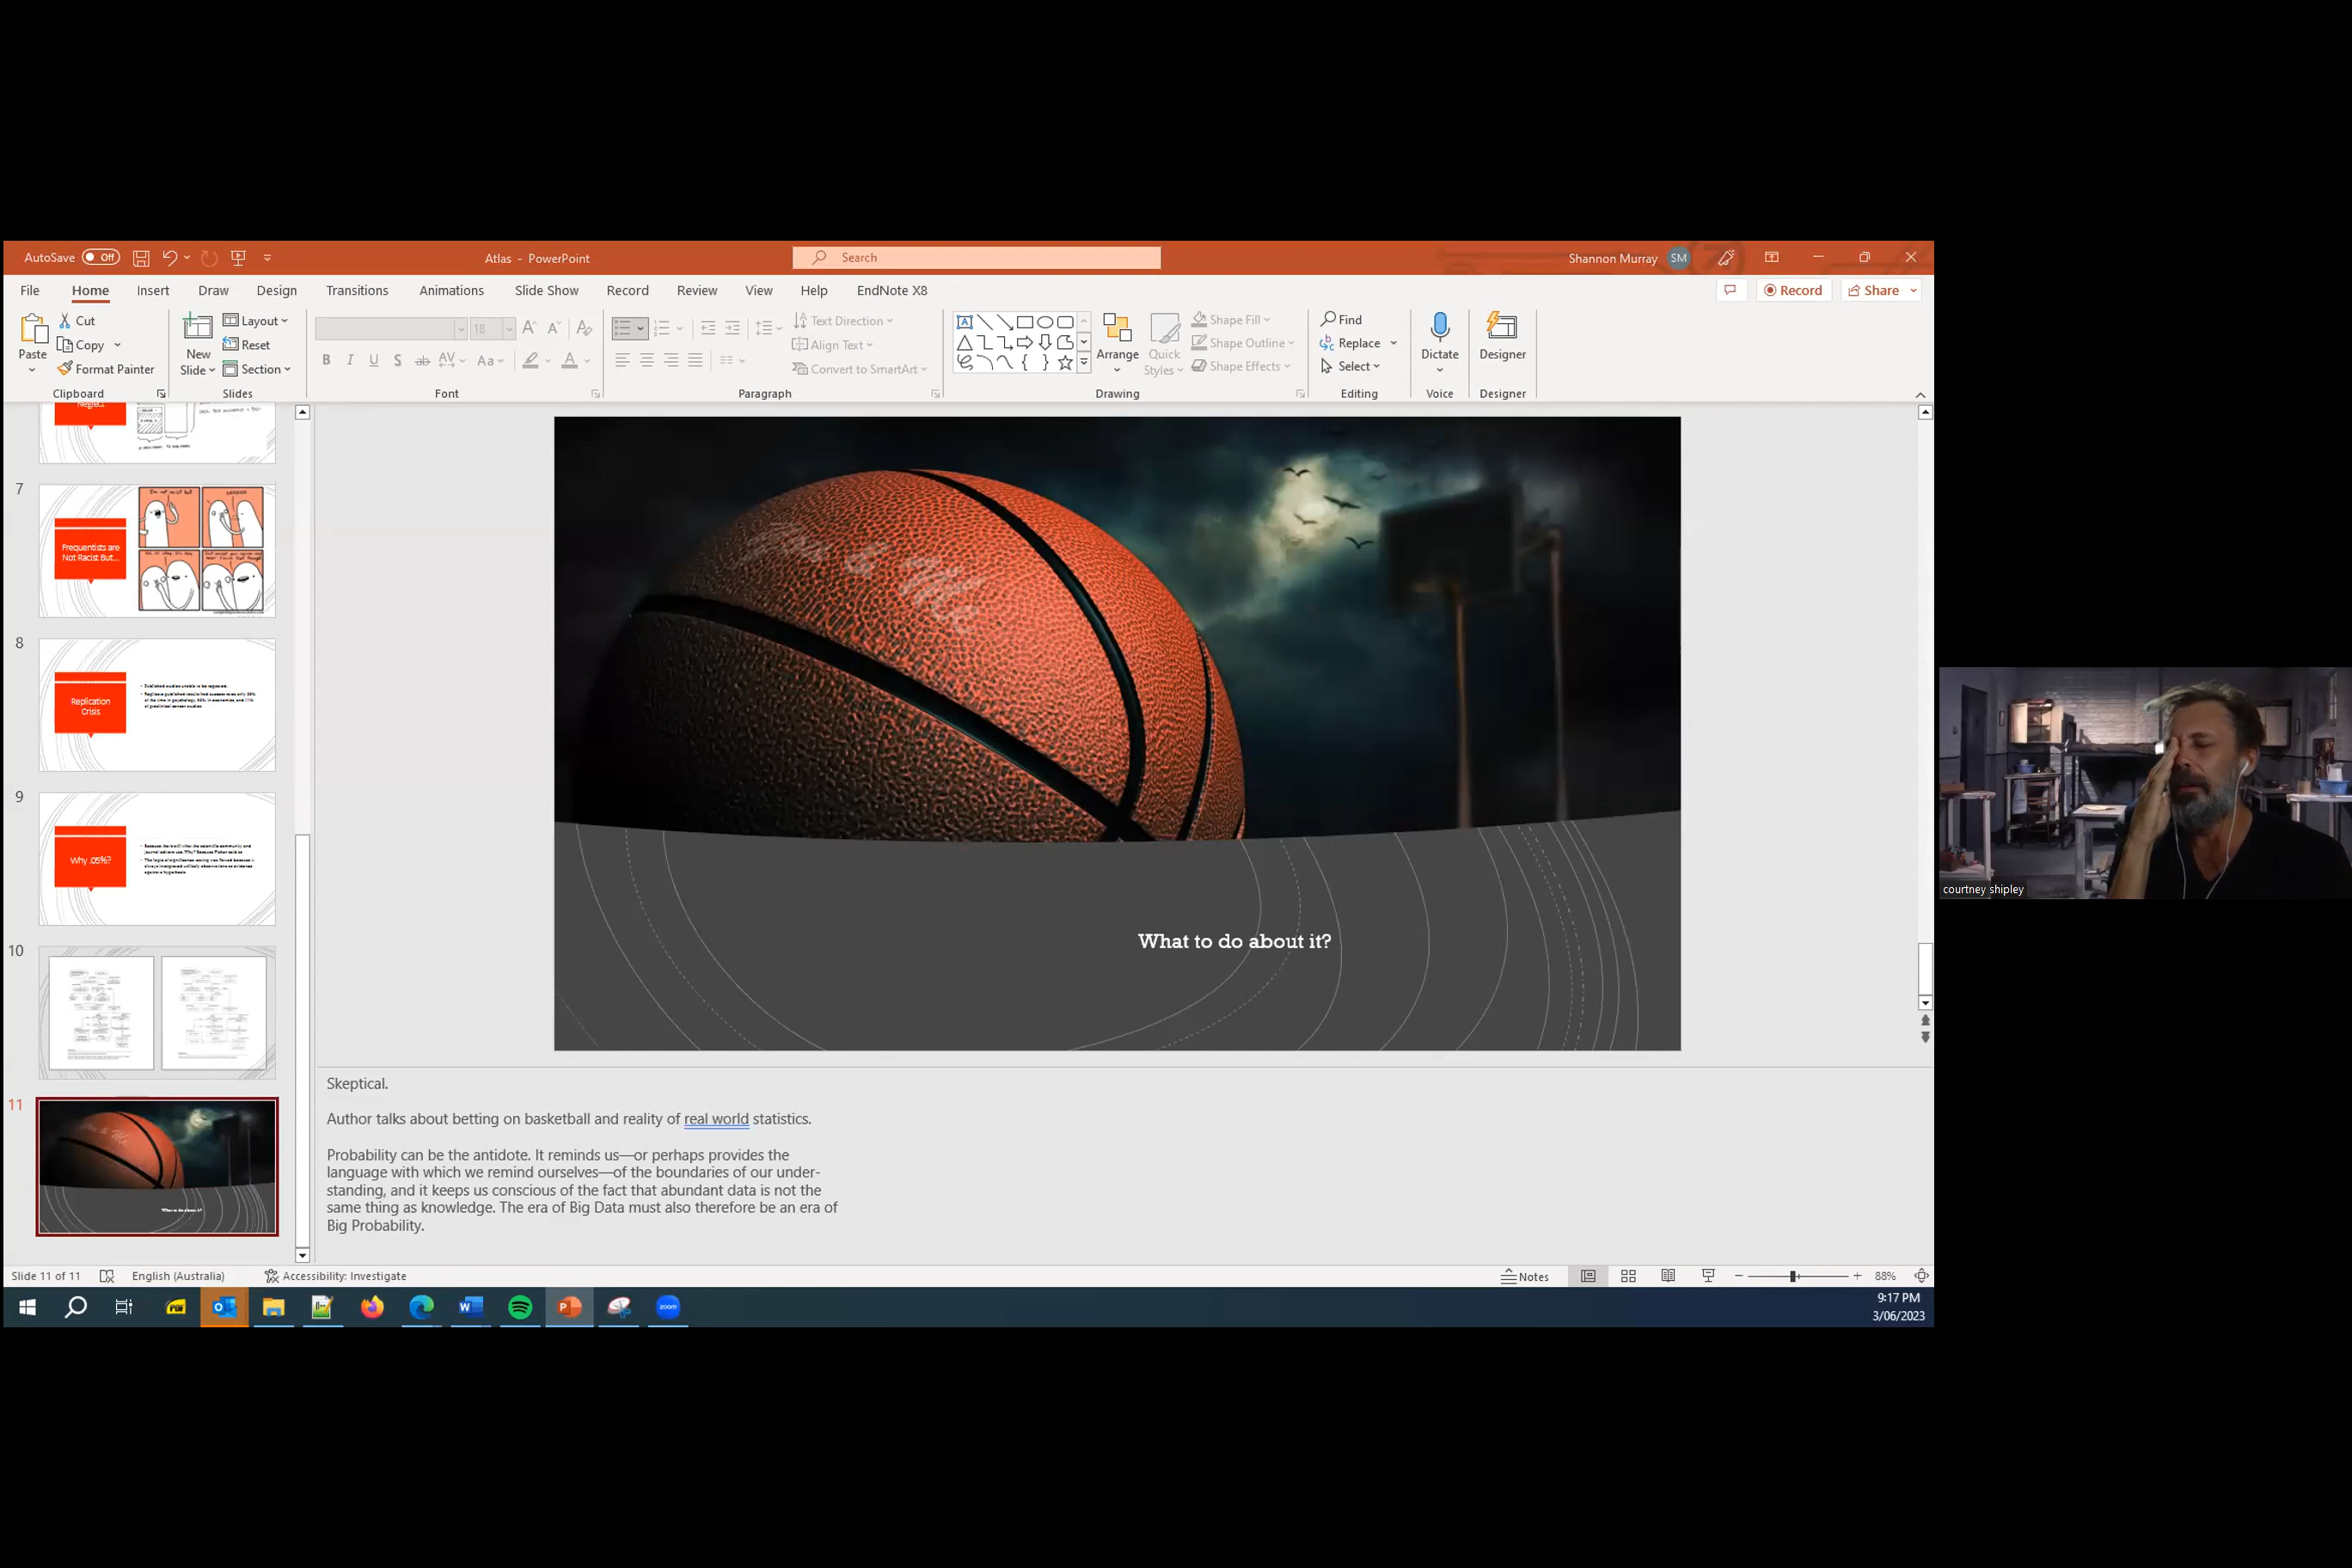 AutoSave Off
Atlas - PowerPoint
Search
Shannon Murray SM
File Home Insert Draw Design Transitions Animations Slide Show Record Review View Help EndNote X8
Record Share
Paste
Cut
Copy
Format Painter
Clipboard
New Slide
Layout
Reset
Section
Slides
18
Font
Text Direction
Align Text
Convert to SmartArt
Paragraph
Arrange
Quick Styles
Shape Fill
Shape Outline
Shape Effects
Drawing
Find
Replace
Select
Editing
Dictate
Voice
Designer
Designer
Neglect
7
Frequentists are
Not Racist But...
8
Replication
Crisis
9
Why .05%?
10
11
What to do about it?
What to do about it?
Skeptical.
Author talks about betting on basketball and reality of real world statistics.
Probability can be the antidote. It reminds us—or perhaps provides the
language with which we remind ourselves—of the boundaries of our under-
standing, and it keeps us conscious of the fact that abundant data is not the
same thing as knowledge. The era of Big Data must also therefore be an era of
Big Probability.
courtney shipley
Slide 11 of 11 English (Australia) Accessibility: Investigate
Notes
88%
zoom
9:17 PM
3/06/2023